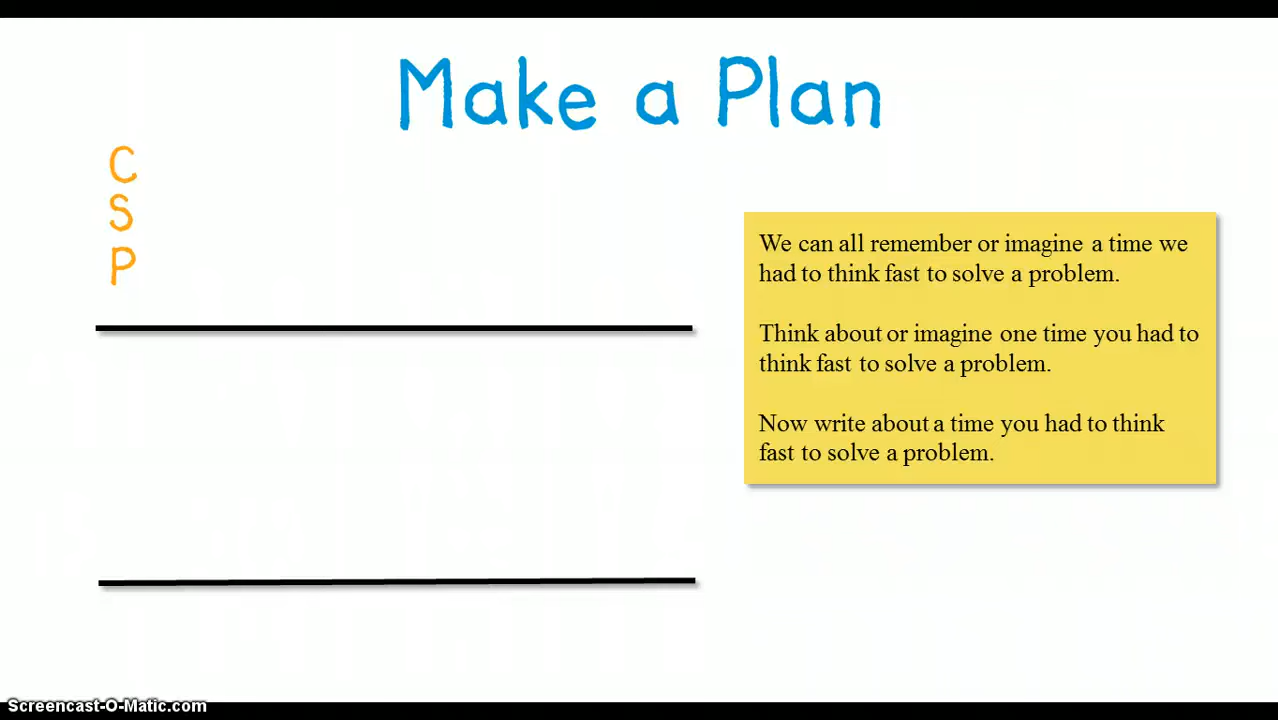 Make a Plan
C
S
P
We can all remember or imagine a time we
had to think fast to solve a problem.
Think about or imagine one time you had to
think fast to solve a problem.
Now write about a time you had to think
fast to solve a problem.
Screencast-O-Matic.com